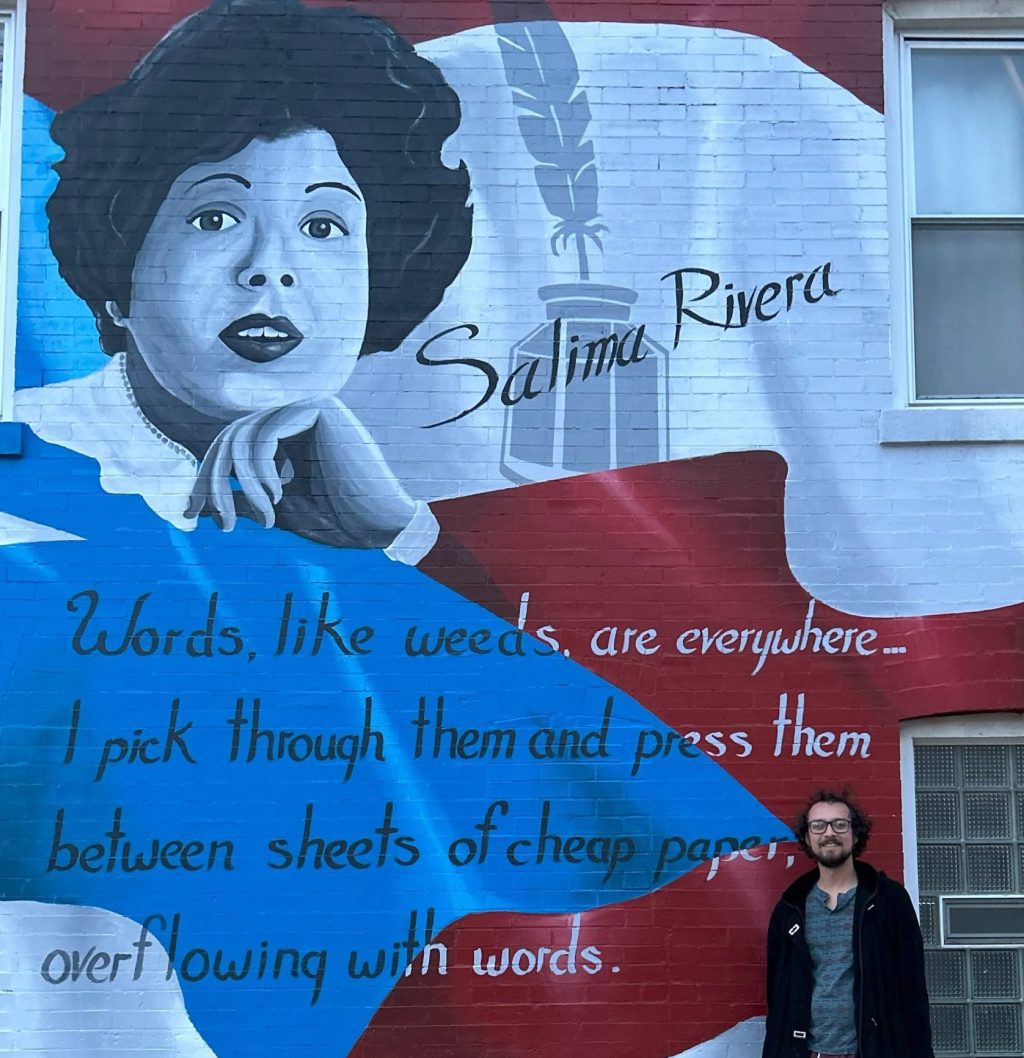 Salima Rivera
Words, like weeds, are everywhere...
I pick through them and press them
between sheets of cheap paper,
overflowing with words.